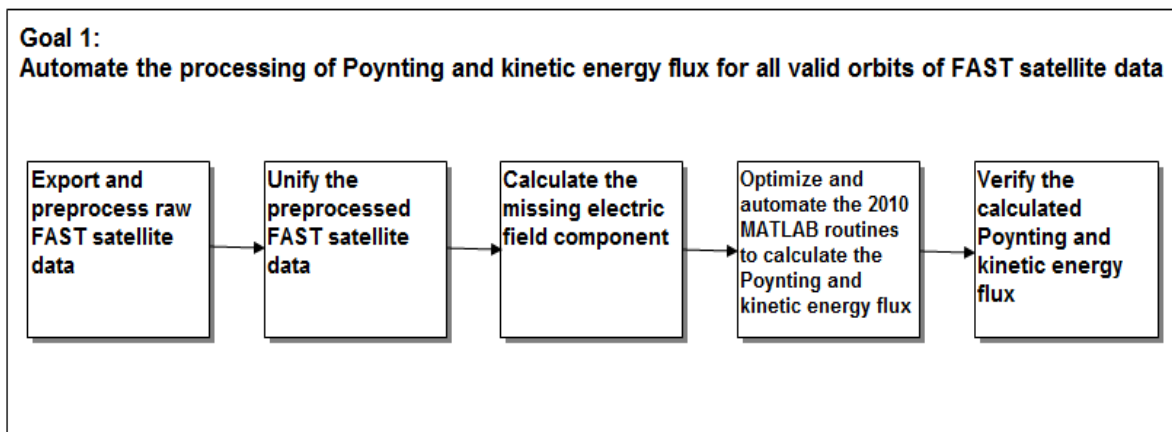 Goal 1:
Automate the processing of Poynting and kinetic energy flux for all valid orbits of FAST satellite data
Export and
preprocess raw
FAST satellite
data
Unify the
preprocessed
FAST satellite
data
Calculate the
missing electric
field component
Optimize and
automate the 2010
MATLAB routines
to calculate the
Poynting and
kinetic energy flux
Verify the
calculated
Poynting and
kinetic energy
flux